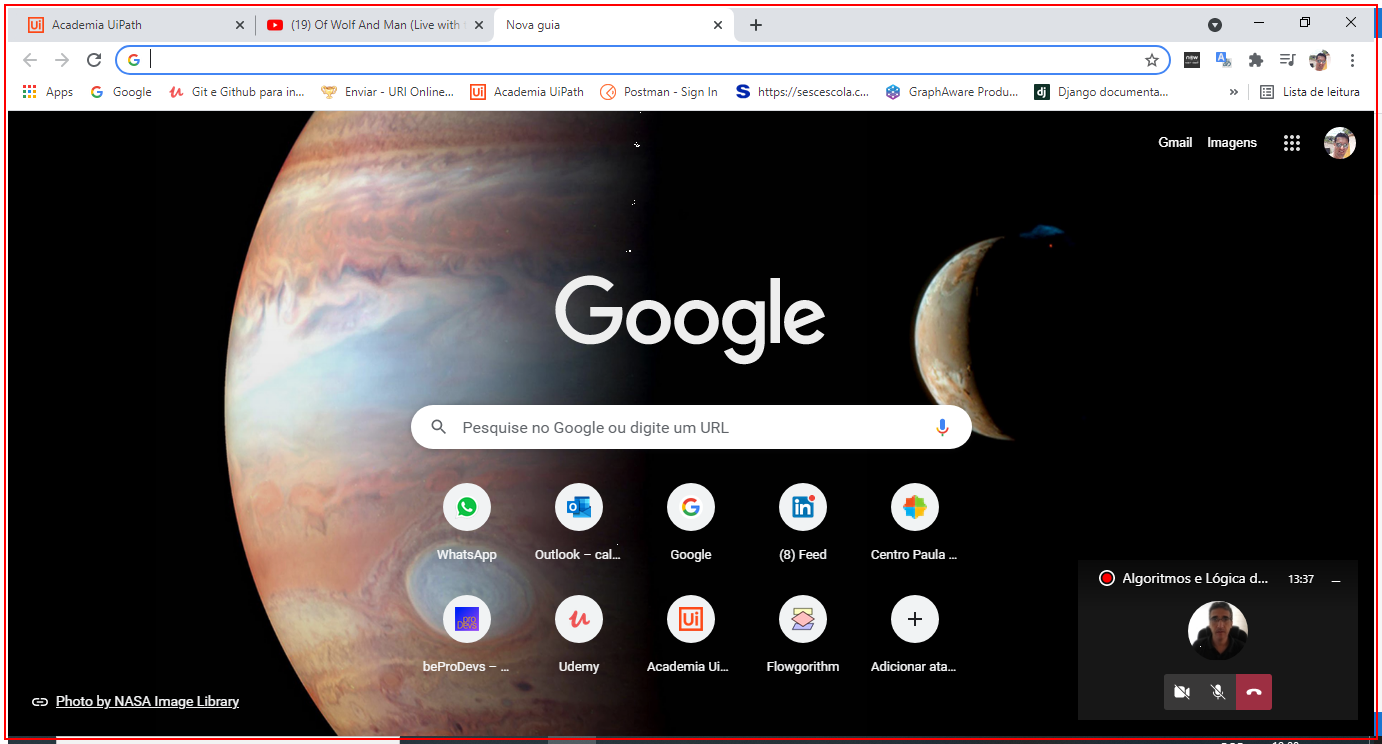 Academia UiPath
(19) Of Wolf And Man (Live with
Nova guia
Apps
Google
Git e Github para in...
Enviar - URI Online...
Academia UiPath
Postman - Sign In
https://sescescola.c...
GraphAware Produ...
Django documenta...
»
Lista de leitura
Gmail
Imagens
Google
Pesquise no Google ou digite um URL
WhatsApp
Outlook – cal...
Google
(8) Feed
Centro Paula ...
beProDevs – ...
Udemy
Academia Ui...
Flowgorithm
Adicionar ata...
Algoritmos e Lógica d...
13:37
Photo by NASA Image Library